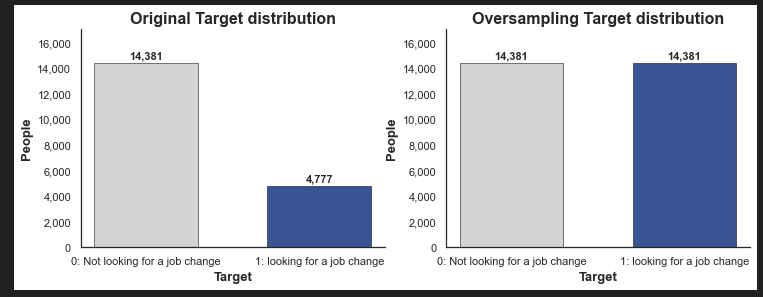 Original Target distribution
16,000
14,000
12,000
10,000
8,000
6,000
4,000
2,000
0
People
14,381
4,777
0: Not looking for a job change
1: looking for a job change
Target
Oversampling Target distribution
16,000
14,000
12,000
10,000
8,000
6,000
4,000
2,000
0
People
14,381
14,381
0: Not looking for a job change
1: looking for a job change
Target